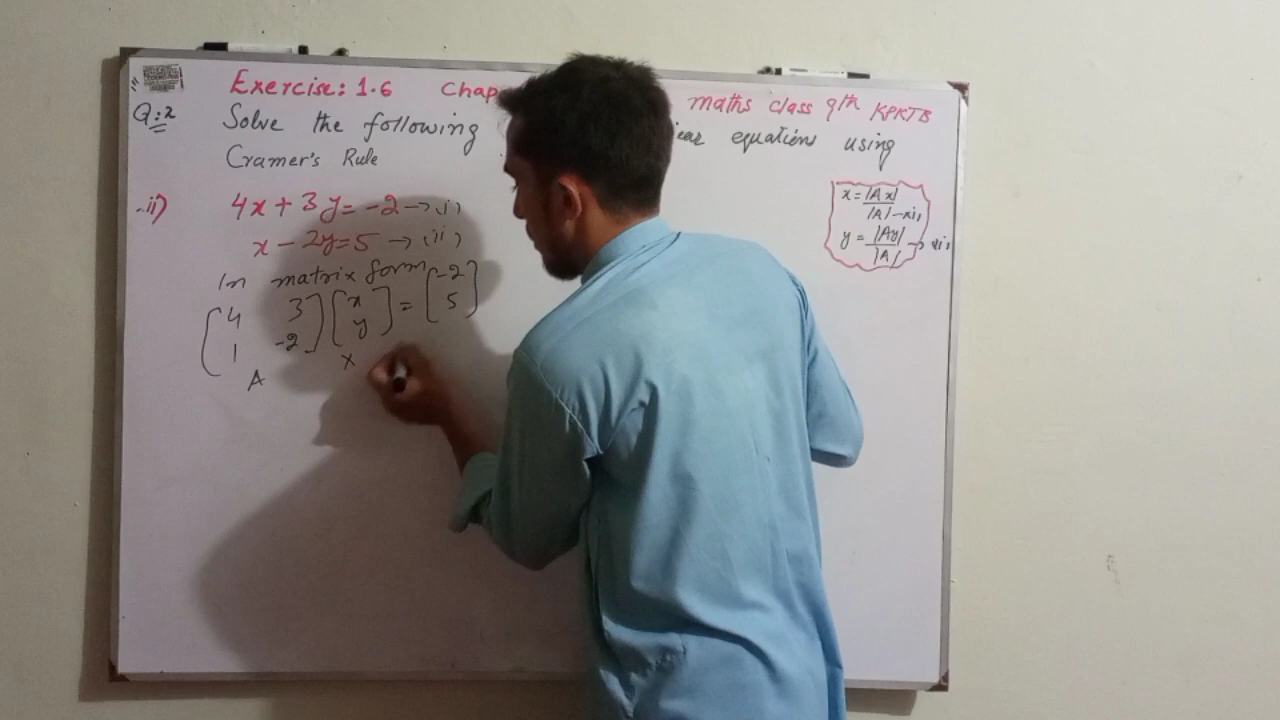 Exercise: 1.6 Chap maths class 9th KPKTB
Q:2 Solve the following equations using
Cramer's Rule
ii) 4x + 3y = -2 → (i)
x - 2y = 5 → (ii)
In matrix form
[4 3] [x] = [-2]
[1 -2] [y] [5]
A X
x = |Ax|
|A|
y = |Ay|
|A|